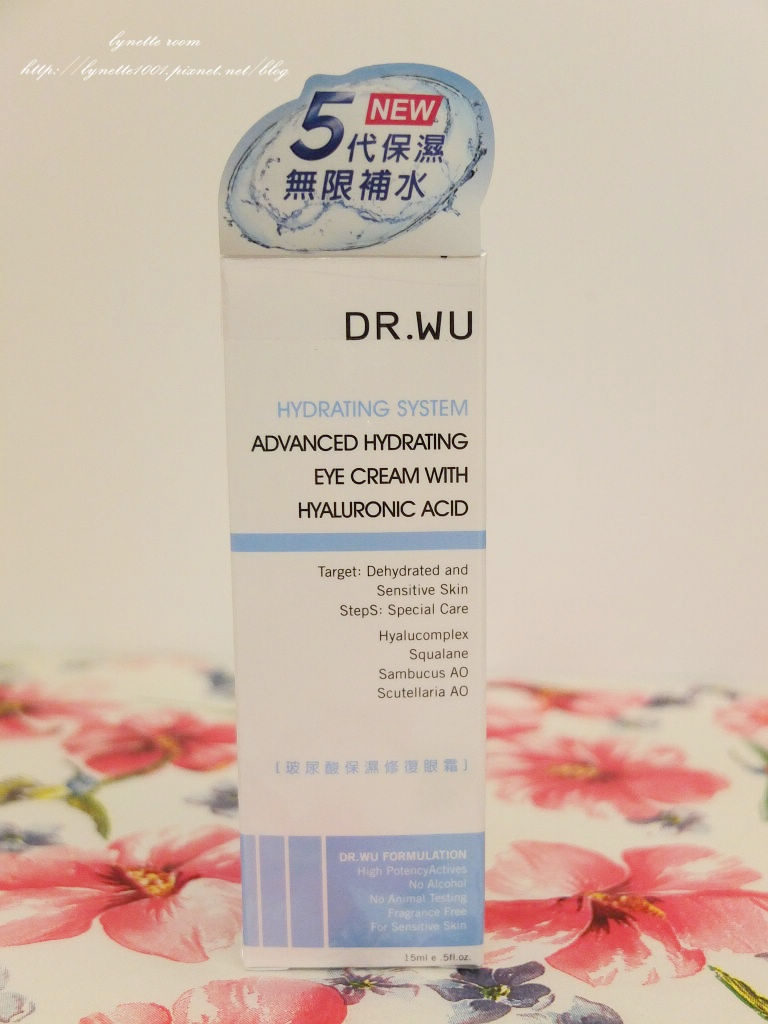 lynette room
http://lynette1001.pixnet.net/blog
NEW
5代保濕
無限補水
DR.WU
HYDRATING SYSTEM
ADVANCED HYDRATING
EYE CREAM WITH
HYALURONIC ACID
Target: Dehydrated and
Sensitive Skin
StepS: Special Care
Hyalucomplex
Squalane
Sambucus AO
Scutellaria AO
[玻尿酸保濕修復眼霜]
DR.WU FORMULATION
High PotencyActives
No Alcohol
No Animal Testing
Fragrance Free
For Sensitive Skin
15ml e .5fl.oz.